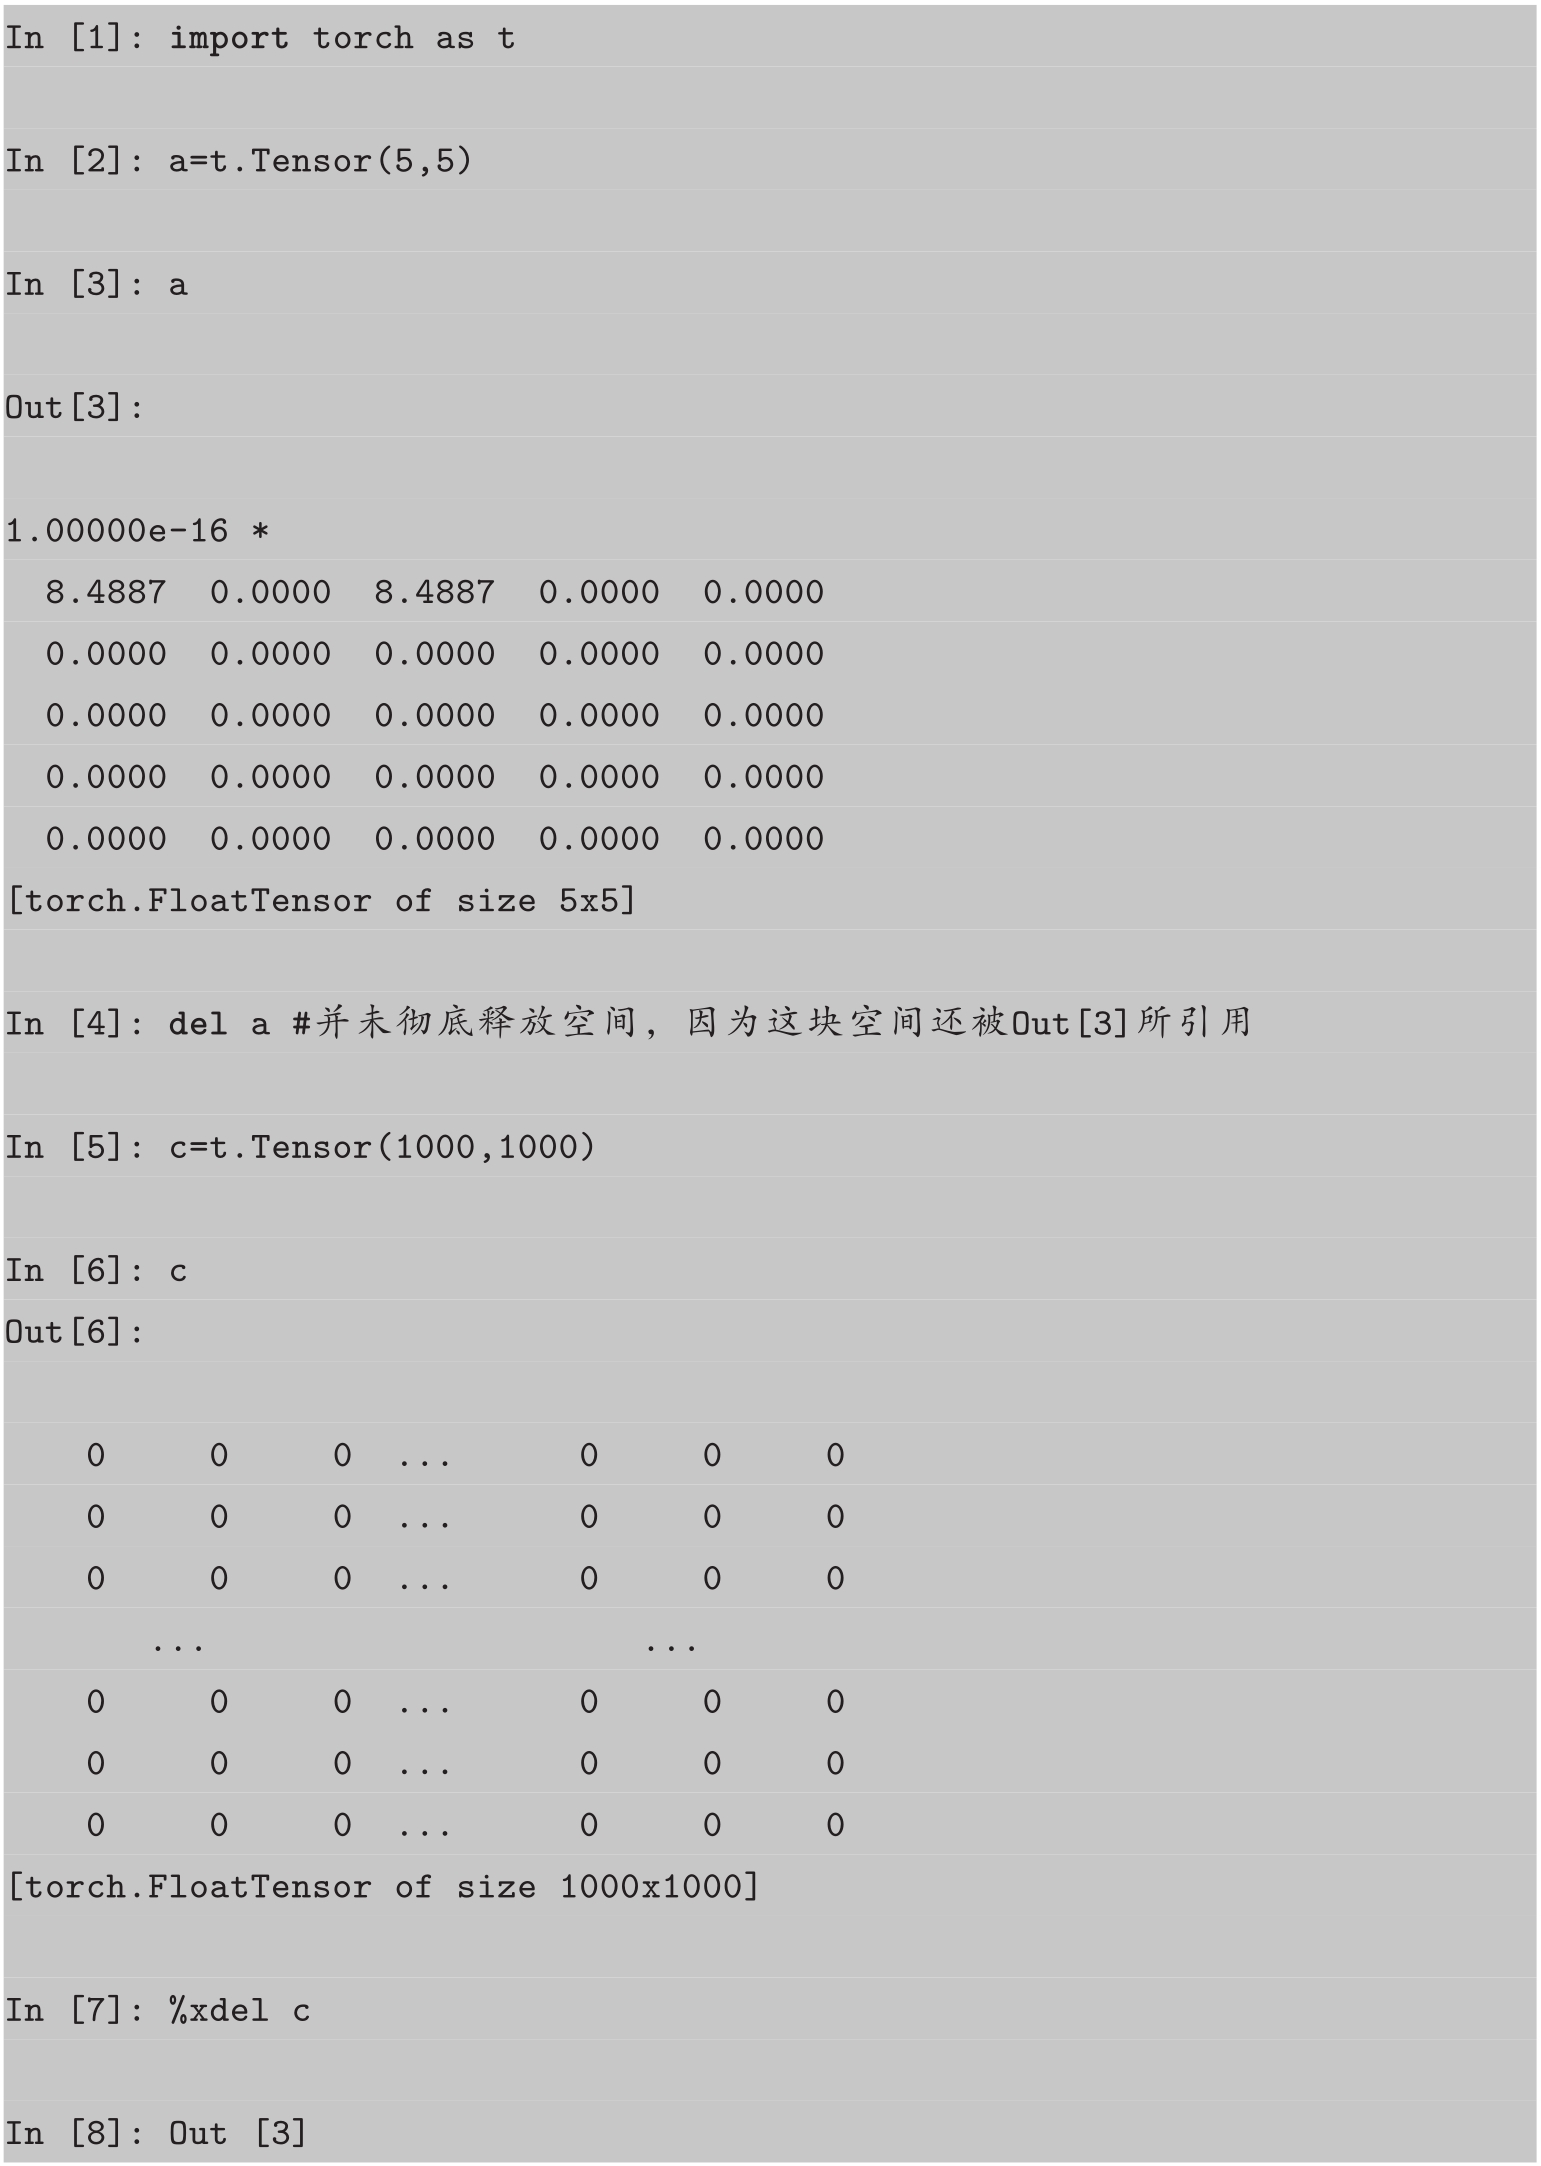 In [1]: import torch as t
In [2]: a=t.Tensor(5,5)
In [3]: a
Out[3]:
1.00000e-16 *
8.4887 0.0000 8.4887 0.0000 0.0000
0.0000 0.0000 0.0000 0.0000 0.0000
0.0000 0.0000 0.0000 0.0000 0.0000
0.0000 0.0000 0.0000 0.0000 0.0000
0.0000 0.0000 0.0000 0.0000 0.0000
[torch.FloatTensor of size 5x5]
In [4]: del a #并未彻底释放空间，因为这块空间还被Out[3]所引用
In [5]: c=t.Tensor(1000,1000)
In [6]: c
Out[6]:
0 0 0 ... 0 0 0
0 0 0 ... 0 0 0
0 0 0 ... 0 0 0
... ...
0 0 0 ... 0 0 0
0 0 0 ... 0 0 0
0 0 0 ... 0 0 0
[torch.FloatTensor of size 1000x1000]
In [7]: %xdel c
In [8]: Out [3]